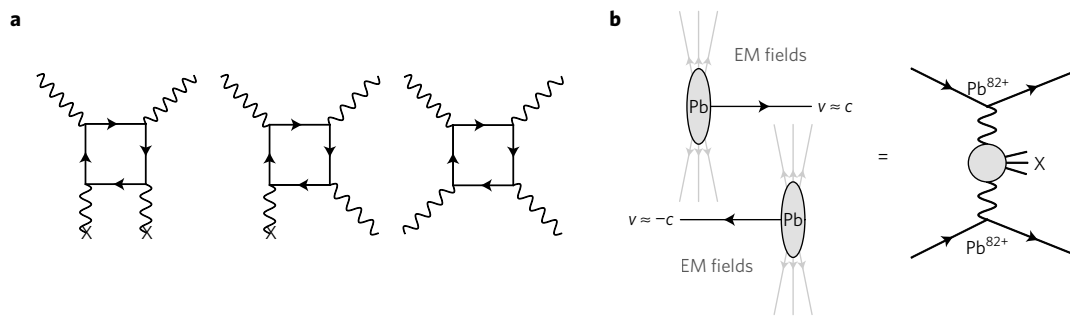 a
b
EM fields
Pb
v ≈ c
Pb
v ≈ –c
EM fields
=
Pb82+
X
Pb82+